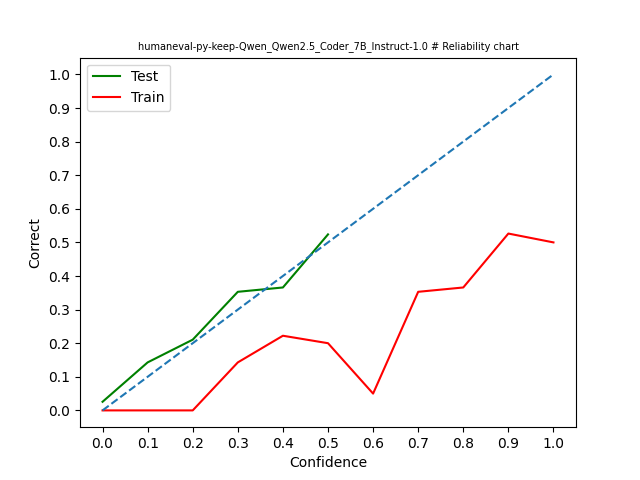 humaneval-py-keep-Qwen_Qwen2.5_Coder_7B_Instruct-1.0 # Reliability chart
Test
Train
1.0
0.9
0.8
0.7
0.6
0.5
0.4
0.3
0.2
0.1
0.0
Correct
0.0 0.1 0.2 0.3 0.4 0.5 0.6 0.7 0.8 0.9 1.0
Confidence